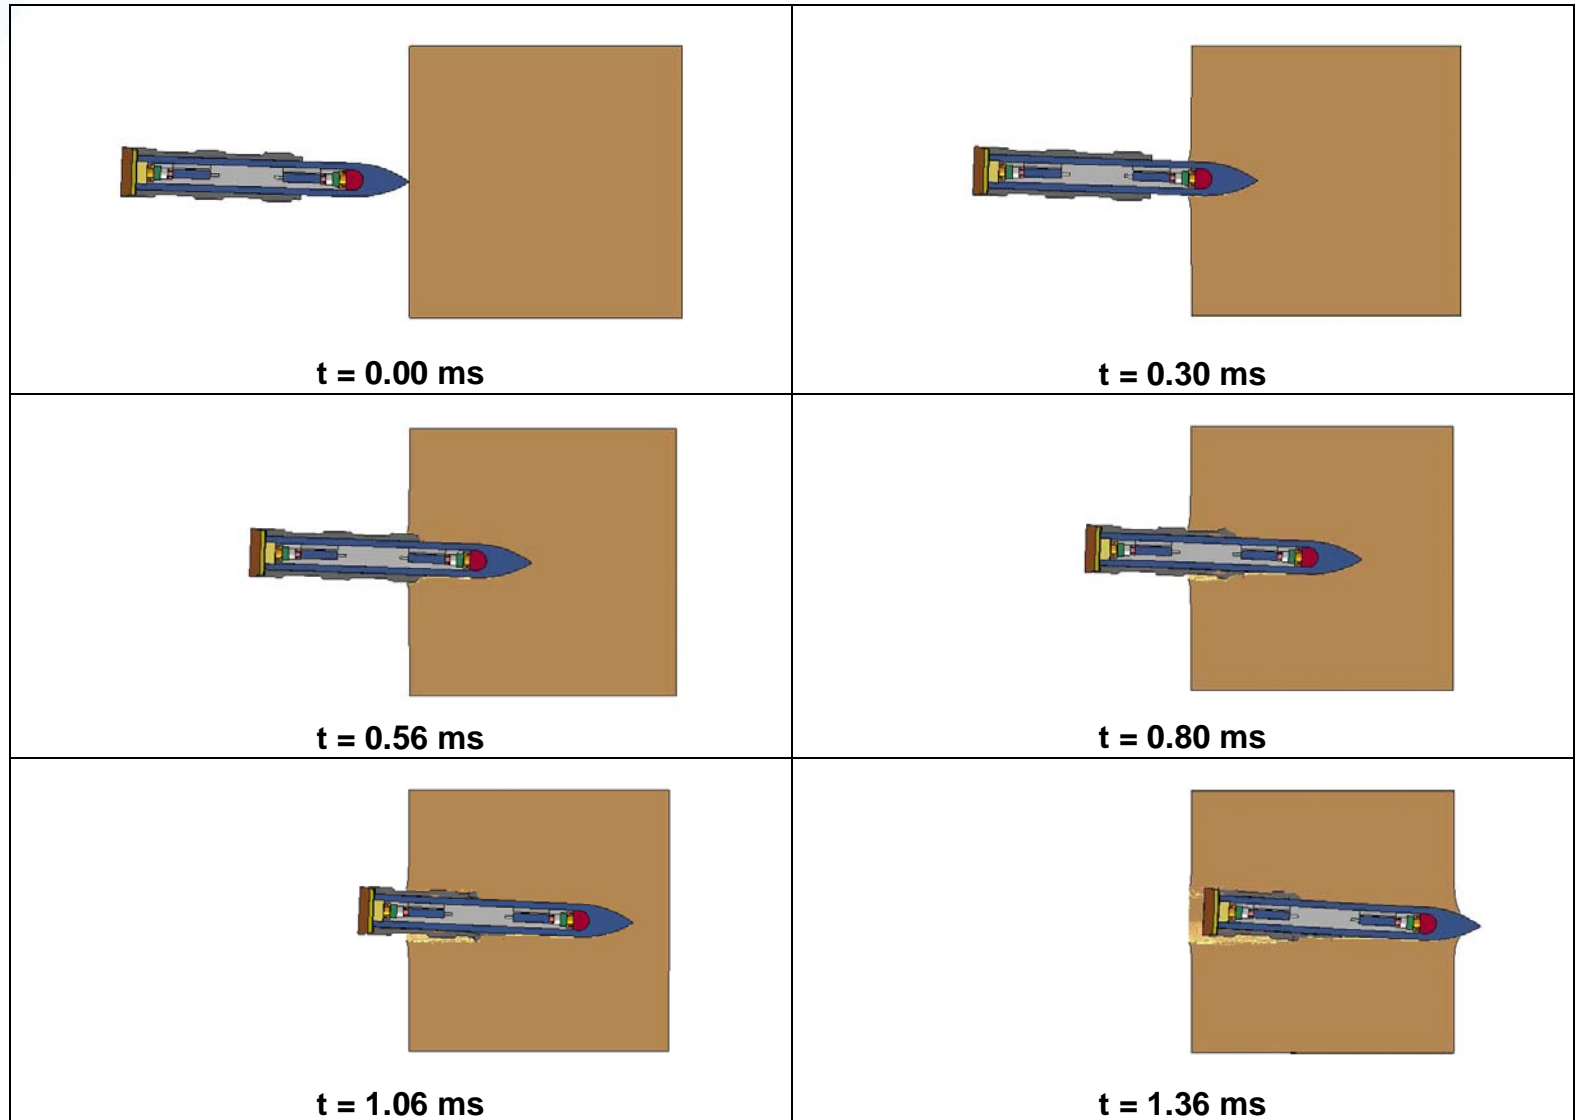 t = 0.00 ms
t = 0.30 ms
t = 0.56 ms
t = 0.80 ms
t = 1.06 ms
t = 1.36 ms